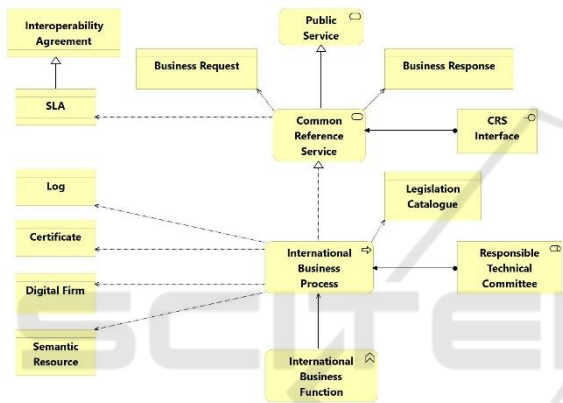 Interoperability
Agreement
Public
Service
Business Request
Business Response
SLA
Common
Reference
Service
CRS
Interface
Log
Legislation
Catalogue
Certificate
International
Business
Process
Responsible
Technical
Committee
Digital Firm
Semantic
Resource
International
Business
Function
SCITE